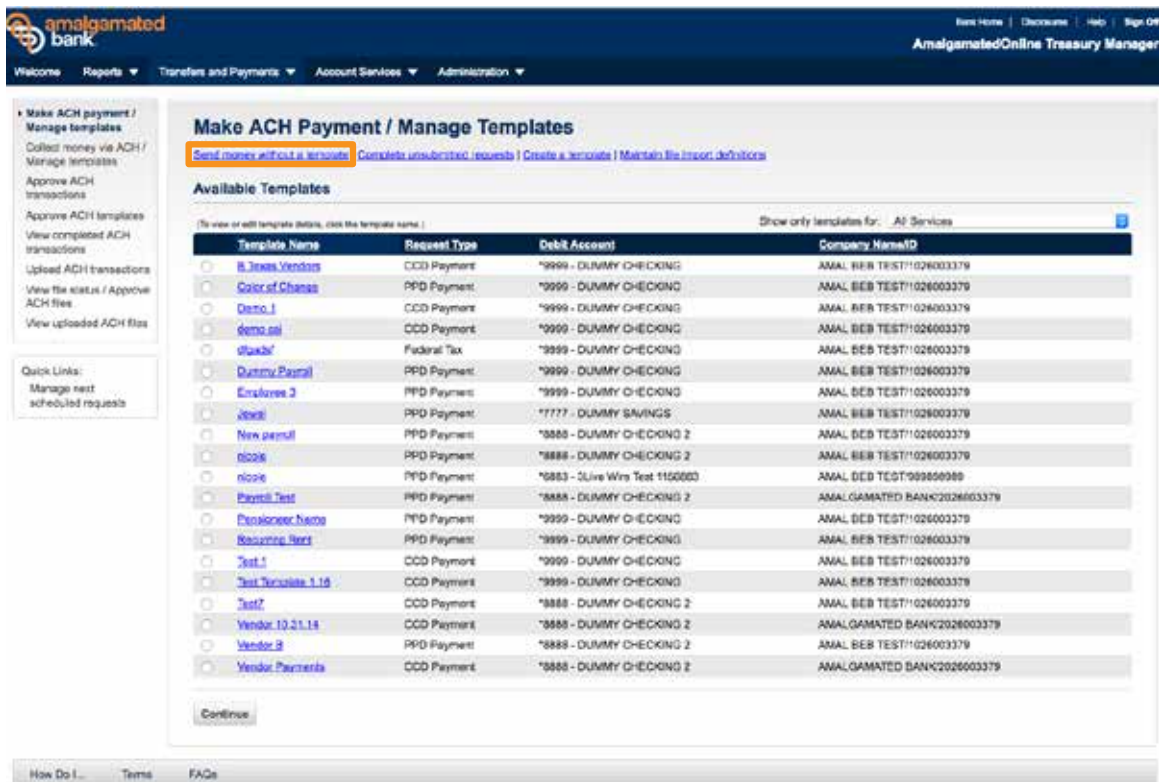 amalgamated
bank
Bank Home | Disclosures | Help | Sign Off
AmalgamatedOnline Treasury Manager
Welcome Reports Transfers and Payments Account Services Administration
Make ACH payment /
Manage templates
Collect money via ACH /
Manage templates
Approve ACH
transactions
Approve ACH templates
View completed ACH
transactions
Upload ACH transactions
View file status / Approve
ACH files
View uploaded ACH files
Quick Links:
Manage next
scheduled requests
Make ACH Payment / Manage Templates
Send money without a template | Complete unsubmitted requests | Create a template | Maintain file import definitions
Available Templates
(To view or edit template details, click the template name.) Show only templates for: All Services
Template Name Request Type Debit Account Company Name/ID
B Texas Vendors CCD Payment *9999 - DUMMY CHECKING AMAL BEB TEST/1026003379
Color of Change PPD Payment *9999 - DUMMY CHECKING AMAL BEB TEST/1026003379
Demo 1 CCD Payment *9999 - DUMMY CHECKING AMAL BEB TEST/1026003379
demo CCD Payment *9999 - DUMMY CHECKING AMAL BEB TEST/1026003379
Federal Tax *9899 - DUMMY CHECKING AMAL BEB TEST/1026003379
Dummy Payroll PPD Payment *9999 - DUMMY CHECKING AMAL BEB TEST/1026003379
Employee 3 PPD Payment *9999 - DUMMY CHECKING AMAL BEB TEST/1026003379
Jewel PPD Payment *7777 - DUMMY SAVINGS AMAL BEB TEST/1026003379
New payroll PPD Payment *8888 - DUMMY CHECKING 2 AMAL BEB TEST/1026003379
nicole PPD Payment *8888 - DUMMY CHECKING 2 AMAL BEB TEST/1026003379
nicole PPD Payment Wire Test AMAL BEB
Payroll Test PPD Payment *8888 - DUMMY CHECKING 2 AMALGAMATED BANK/2026003379
Pensioneer Name PPD Payment *9999 - DUMMY CHECKING AMAL BEB TEST/1026003379
Recurring Rent PPD Payment *9999 - DUMMY CHECKING AMAL BEB TEST/1026003379
Test 1 CCD Payment *9999 - DUMMY CHECKING AMAL BEB TEST/1026003379
Test Template 1.16 CCD Payment *9999 - DUMMY CHECKING AMAL BEB TEST/1026003379
Test7 CCD Payment *8888 - DUMMY CHECKING 2 AMAL BEB TEST/1026003379
Vendor 10.21.14 CCD Payment *8888 - DUMMY CHECKING 2 AMALGAMATED BANK/2026003379
Vendor B PPD Payment *8888 - DUMMY CHECKING 2 AMAL BEB TEST/1026003379
Vendor Payments CCD Payment *8888 - DUMMY CHECKING 2 AMALGAMATED BANK/2026003379
Continue
How Do I... Terms FAQs